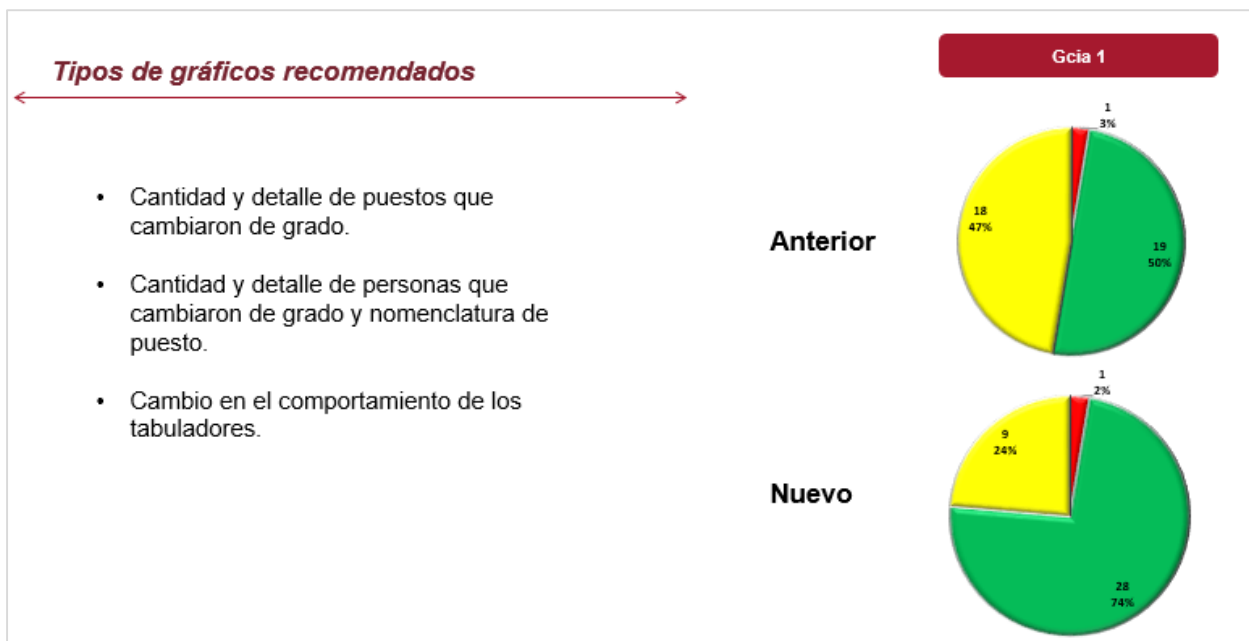 Tipos de gráficos recomendados
• Cantidad y detalle de puestos que
cambiaron de grado.
• Cantidad y detalle de personas que
cambiaron de grado y nomenclatura de
puesto.
• Cambio en el comportamiento de los
tabuladores.
Gcia 1
Anterior
1
3%
18
47%
19
50%
Nuevo
1
2%
9
24%
28
74%